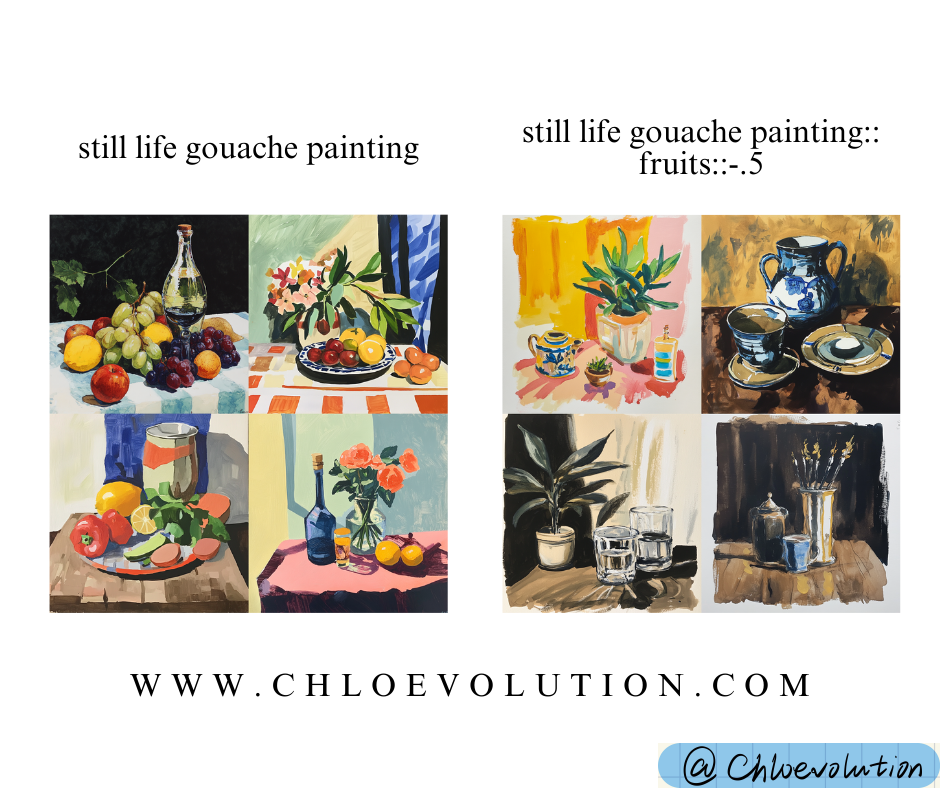 still life gouache painting
still life gouache painting::
fruits::-.5
WWW.CHLOEVOLUTION.COM
@ Chloevolution